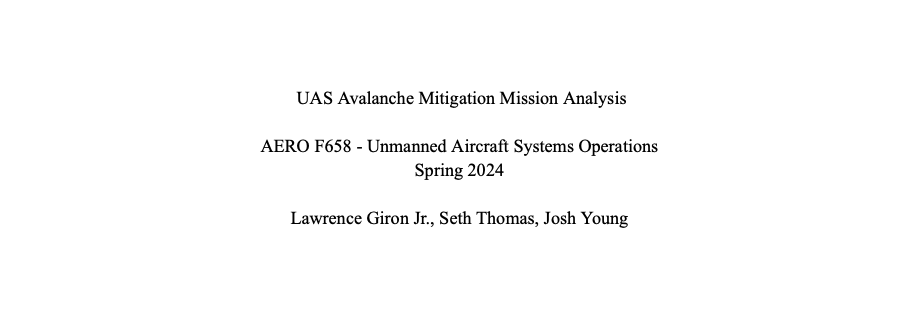 UAS Avalanche Mitigation Mission Analysis
AERO F658 - Unmanned Aircraft Systems Operations
Spring 2024
Lawrence Giron Jr., Seth Thomas, Josh Young